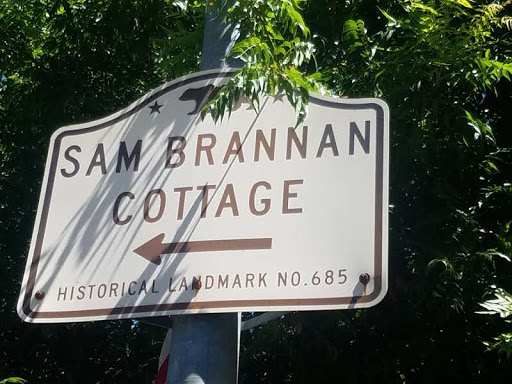 SAM BRANNAN
COTTAGE
HISTORICAL LANDMARK NO.685